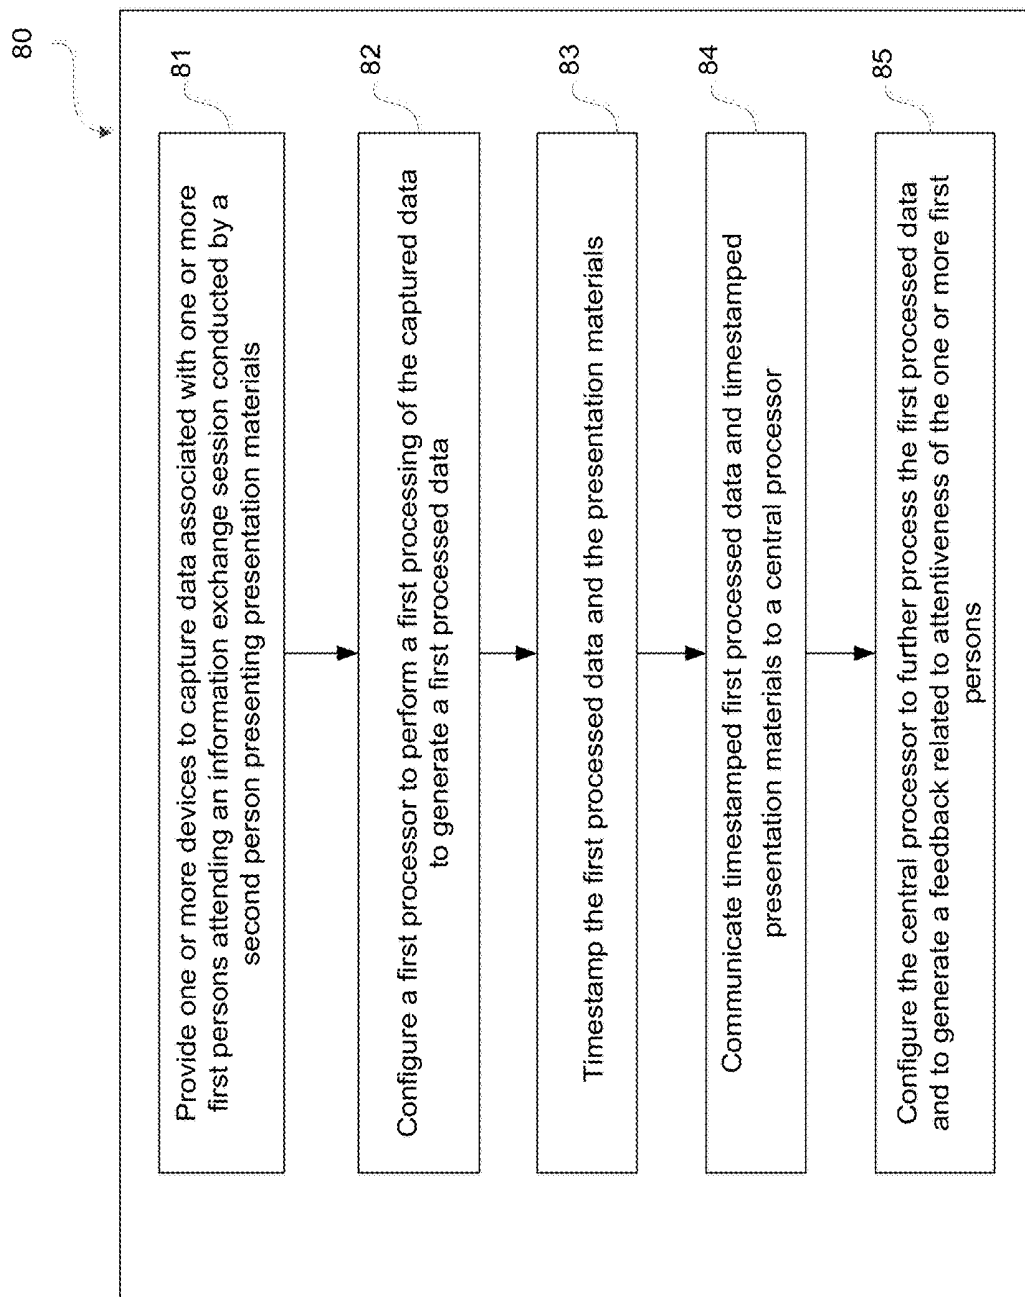 80
81
Provide one or more devices to capture data associated with one or more
first persons attending an information exchange session conducted by a
second person presenting presentation materials
82
Configure a first processor to perform a first processing of the captured data
to generate a first processed data
83
Timestamp the first processed data and the presentation materials
84
Communicate timestamped first processed data and timestamped
presentation materials to a central processor
85
Configure the central processor to further process the first processed data
and to generate a feedback related to attentiveness of the one or more first
persons